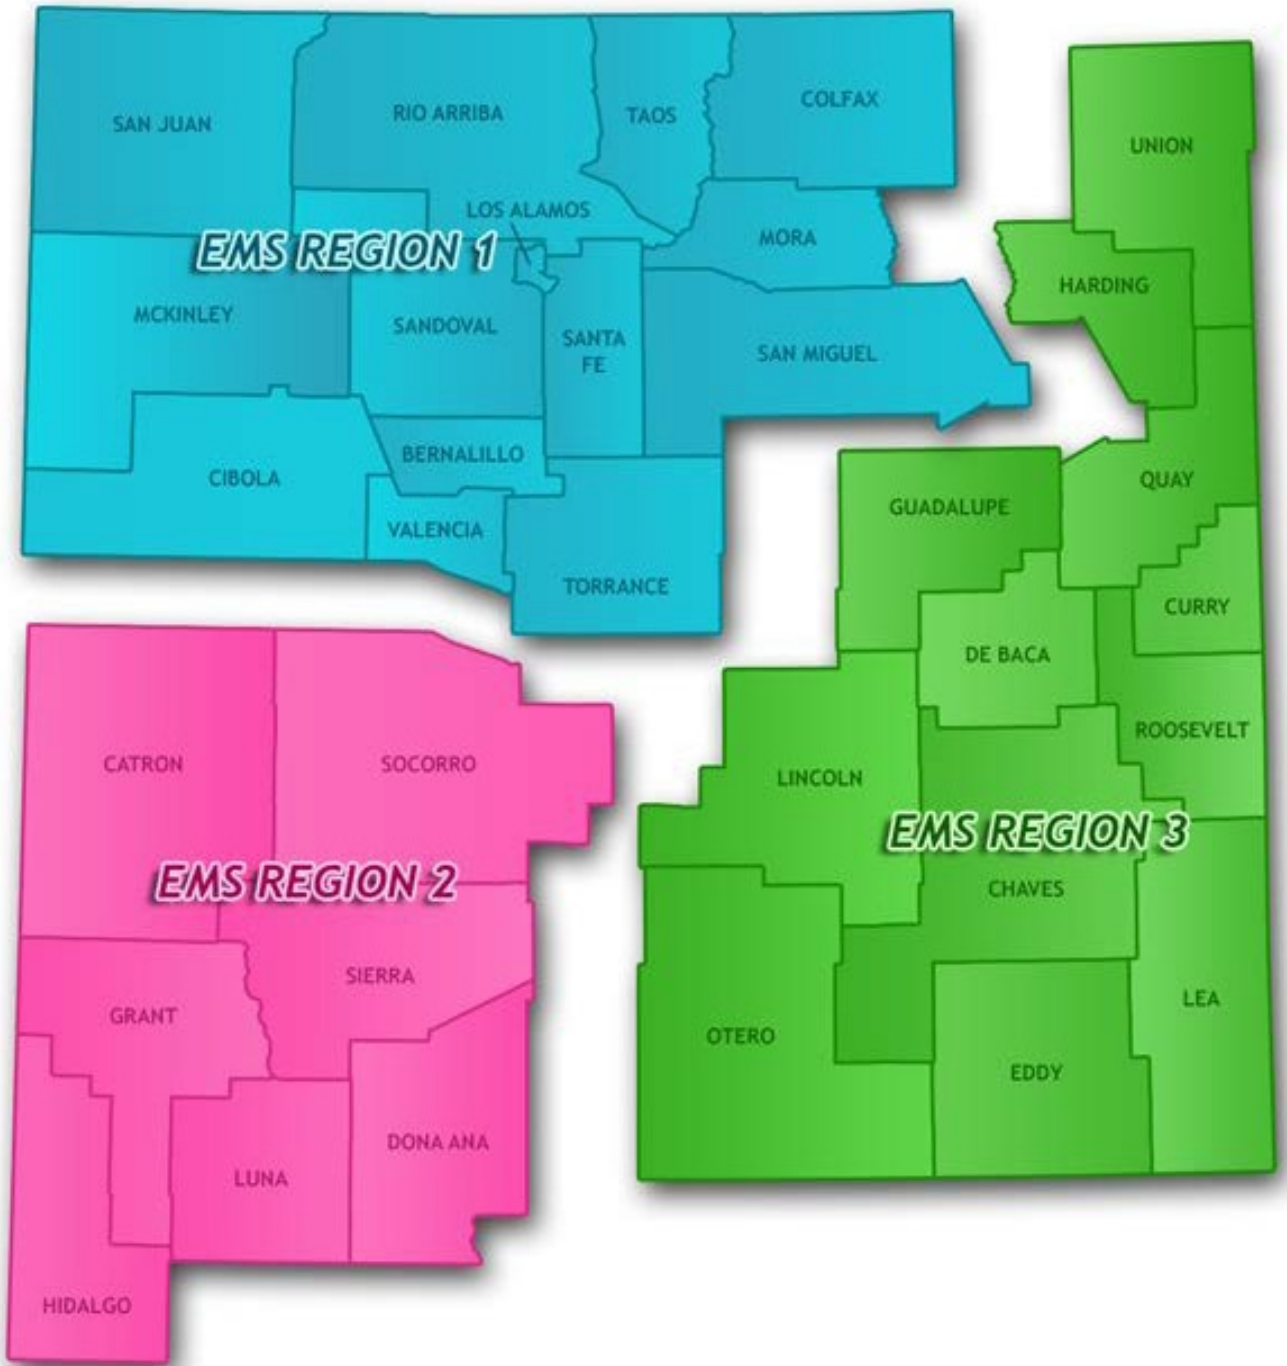 SAN JUAN
RIO ARRIBA
TAOS
COLFAX
LOS ALAMOS
MORA
EMS REGION 1
MCKINLEY
SANDOVAL
SANTA
FE
SAN MIGUEL
BERNALILLO
CIBOLA
VALENCIA
TORRANCE
UNION
HARDING
QUAY
GUADALUPE
CURRY
DE BACA
ROOSEVELT
LINCOLN
EMS REGION 3
CHAVES
LEA
OTERO
EDDY
CATRON
SOCORRO
EMS REGION 2
SIERRA
GRANT
DONA ANA
LUNA
HIDALGO